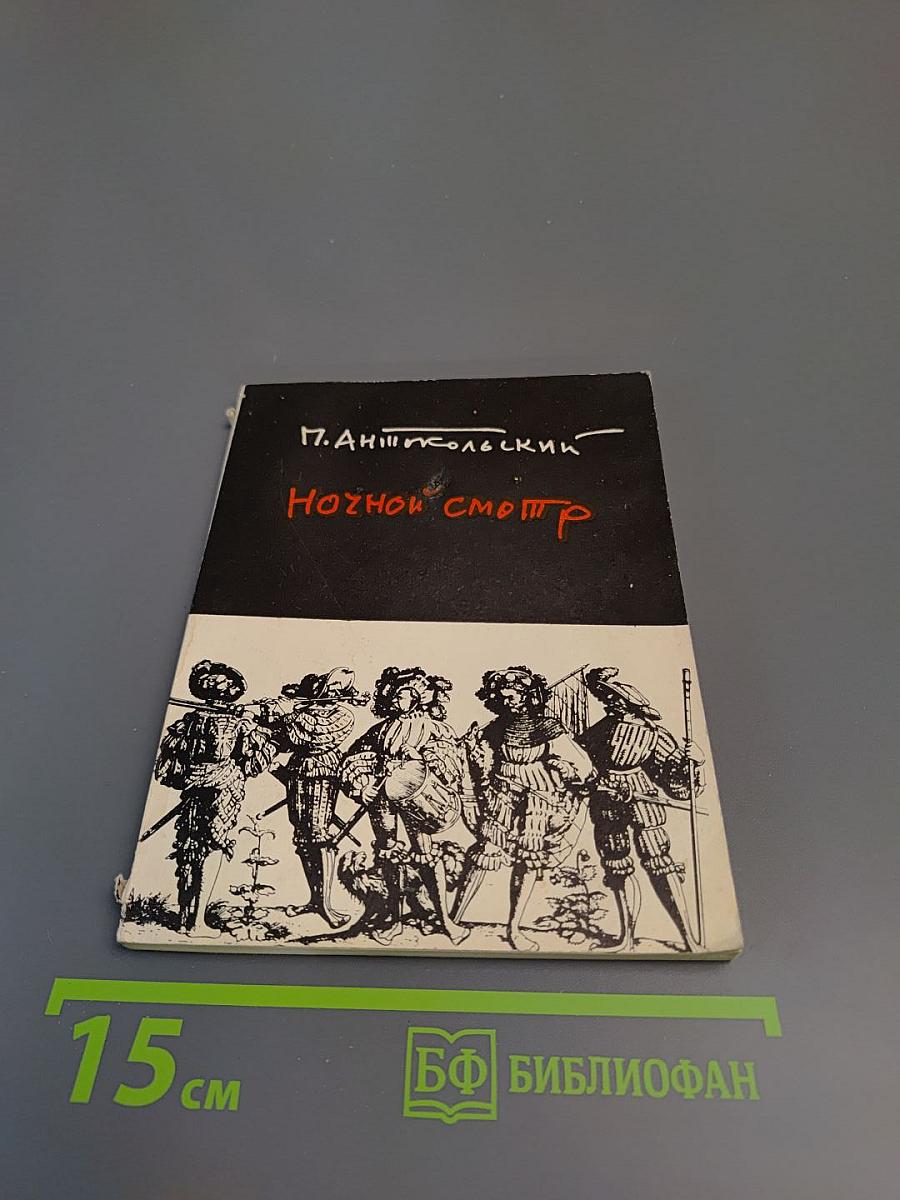 П. Антокольский
Ночной смотр
15 см
БФ БИБЛИОФАН